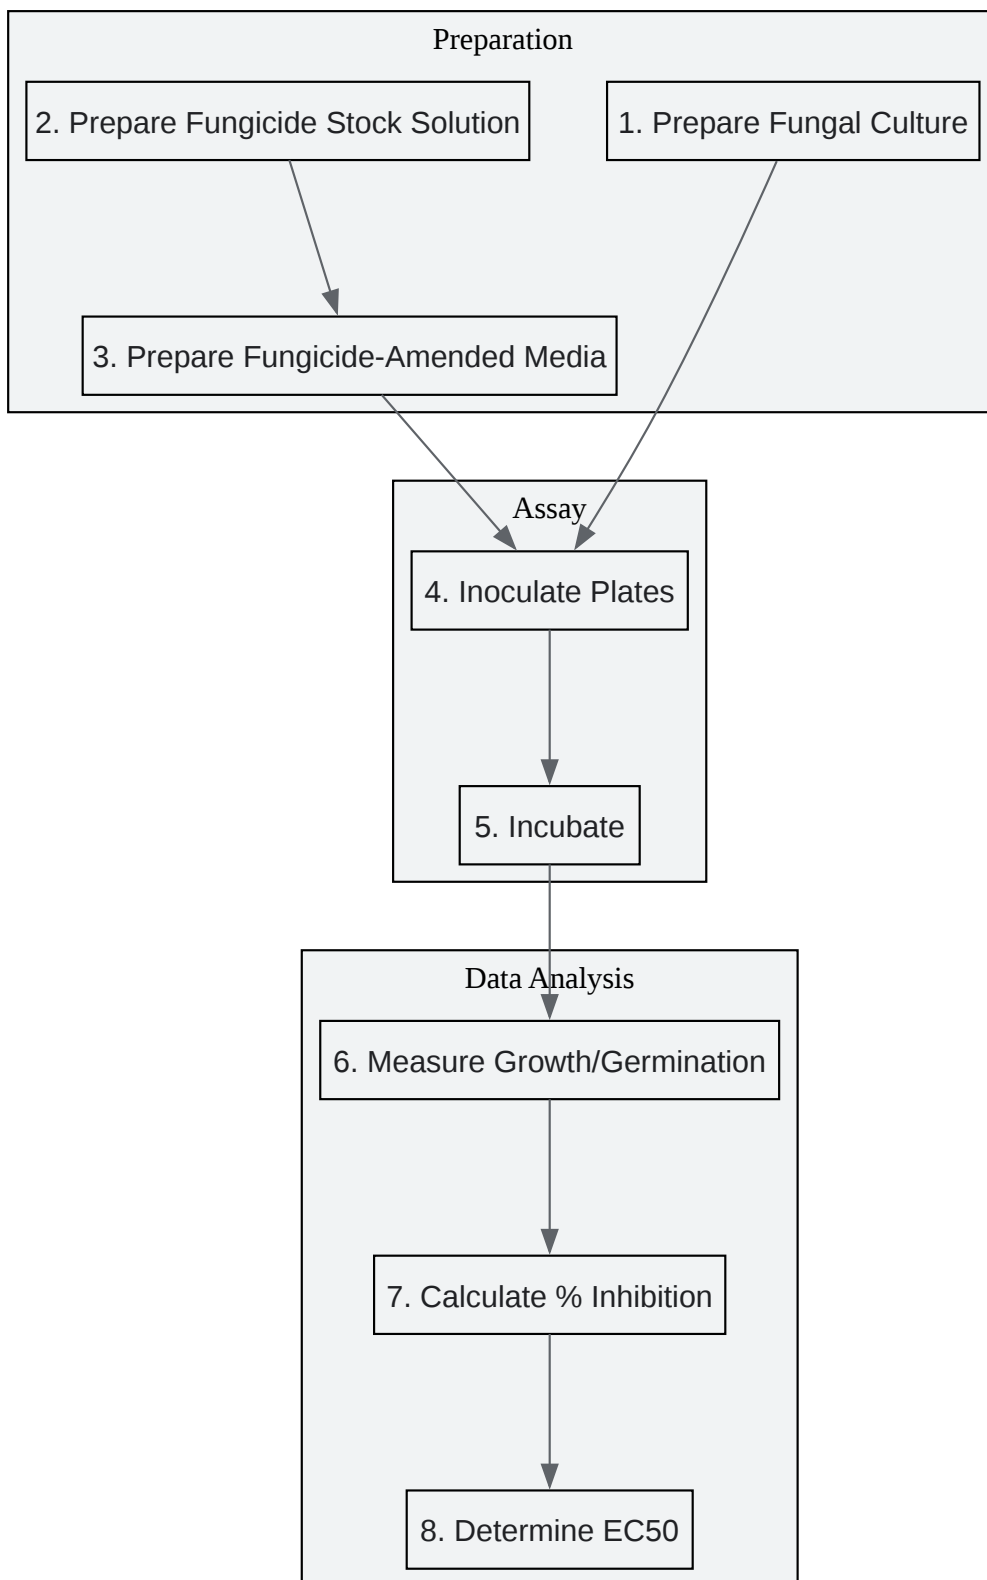 Preparation
2. Prepare Fungicide Stock Solution
1. Prepare Fungal Culture
3. Prepare Fungicide-Amended Media
Assay
4. Inoculate Plates
5. Incubate
Data Analysis
6. Measure Growth/Germination
7. Calculate % Inhibition
8. Determine EC50